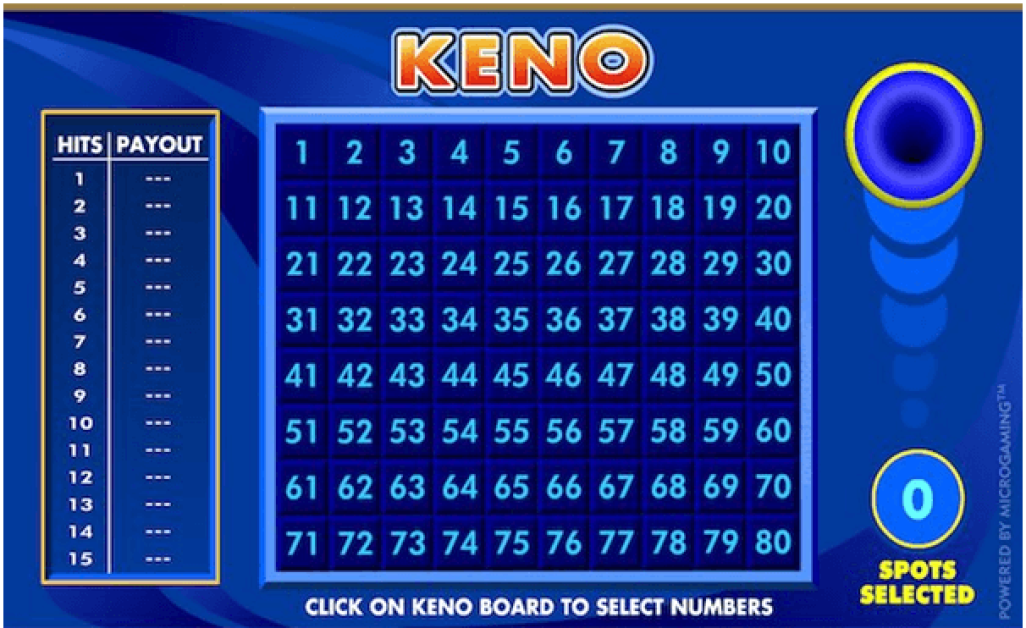 KENO
HITS PAYOUT
1 ---
2 ---
3 ---
4 ---
5 ---
6 ---
7 ---
8 ---
9 ---
10 ---
11 ---
12 ---
13 ---
14 ---
15 ---
1 2 3 4 5 6 7 8 9 10
11 12 13 14 15 16 17 18 19 20
21 22 23 24 25 26 27 28 29 30
31 32 33 34 35 36 37 38 39 40
41 42 43 44 45 46 47 48 49 50
51 52 53 54 55 56 57 58 59 60
61 62 63 64 65 66 67 68 69 70
71 72 73 74 75 76 77 78 79 80
CLICK ON KENO BOARD TO SELECT NUMBERS
0
SPOTS
SELECTED
POWERED BY MICROGAMING™